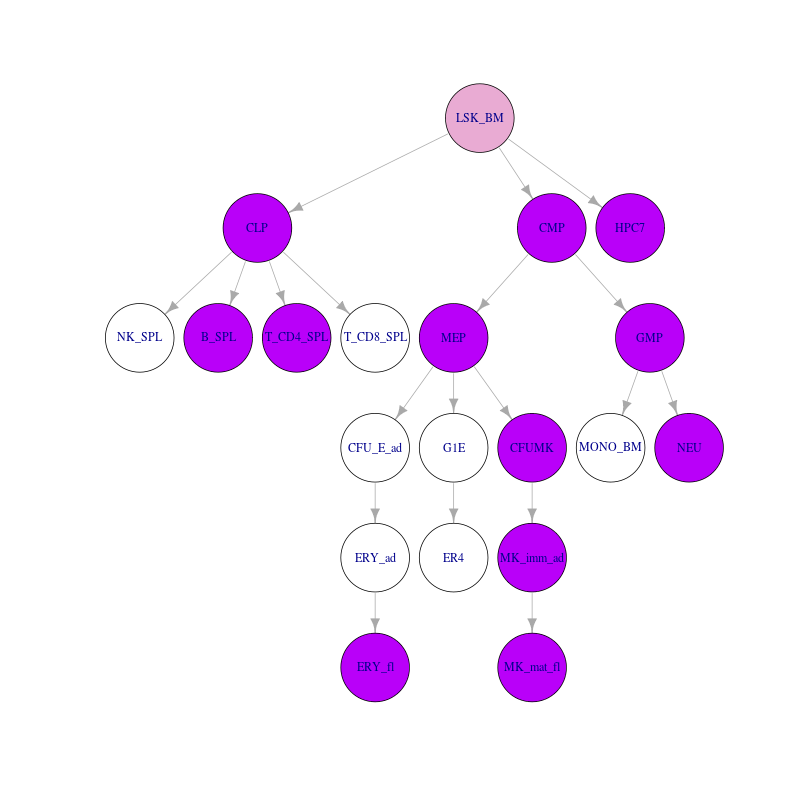 LSK_BM
CLP
CMP
HPC7
NK_SPL
B_SPL
T_CD4_SPL
T_CD8_SPL
MEP
GMP
CFU_E_ad
G1E
CFUMK
MONO_BM
NEU
ERY_ad
ER4
MK_imm_ad
ERY_fl
MK_mat_fl